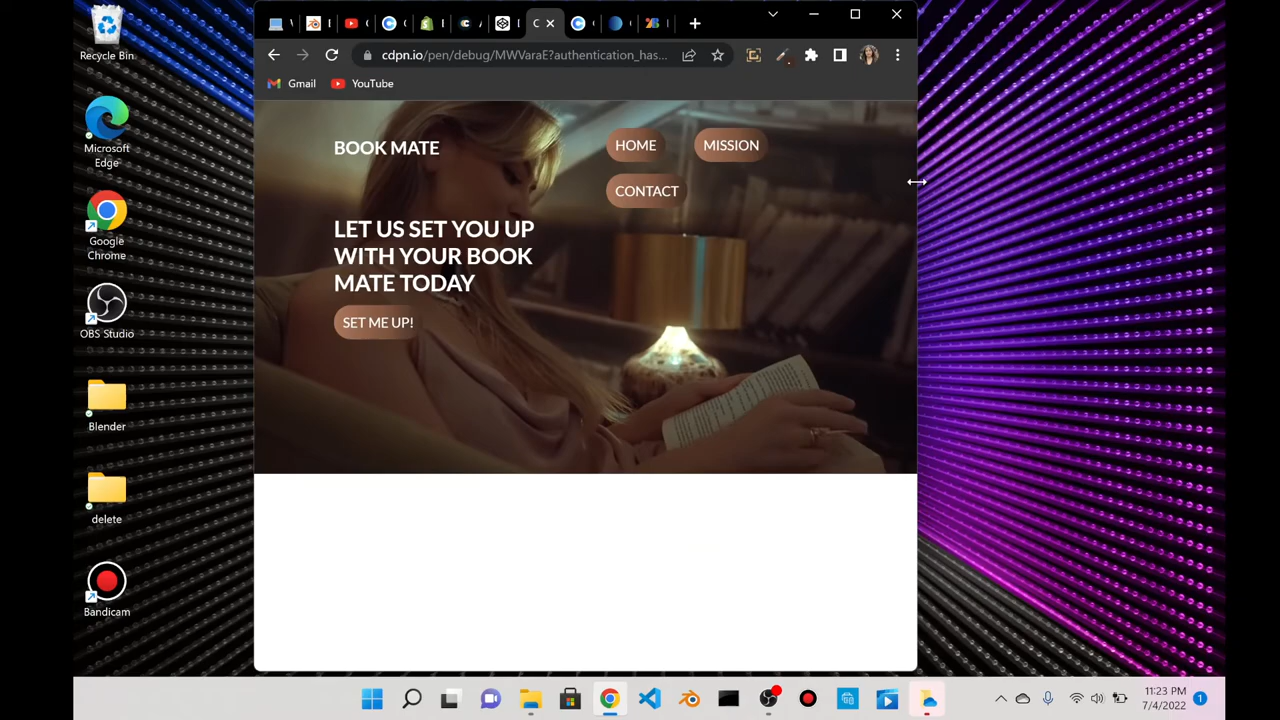 Recycle Bin
Microsoft
Edge
Google
Chrome
OBS Studio
Blender
delete
Bandicam
cdpn.io/pen/debug/MWVaraE?authentication_has...
Gmail
YouTube
BOOK MATE
HOME
MISSION
CONTACT
LET US SET YOU UP
WITH YOUR BOOK
MATE TODAY
SET ME UP!
11:23 PM
7/4/2022
1